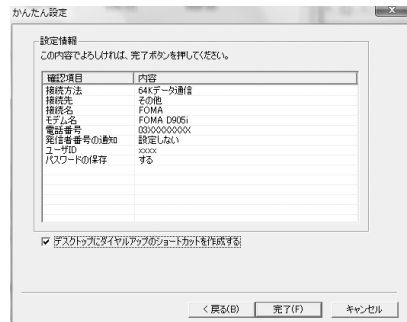 かんたん設定
設定情報
この内容でよろしければ、完了ボタンを押してください。
確認項目 内容
接続方法 64Kデータ通信
接続先 その他
接続名 FOMA
モデム名 FOMA D905i
電話番号 03XXXXXXXX
発信者番号の通知 設定しない
ユーザID xxxx
パスワードの保存 する
デスクトップにダイヤルアップのショートカットを作成する
< 戻る(B) 完了(F) キャンセル